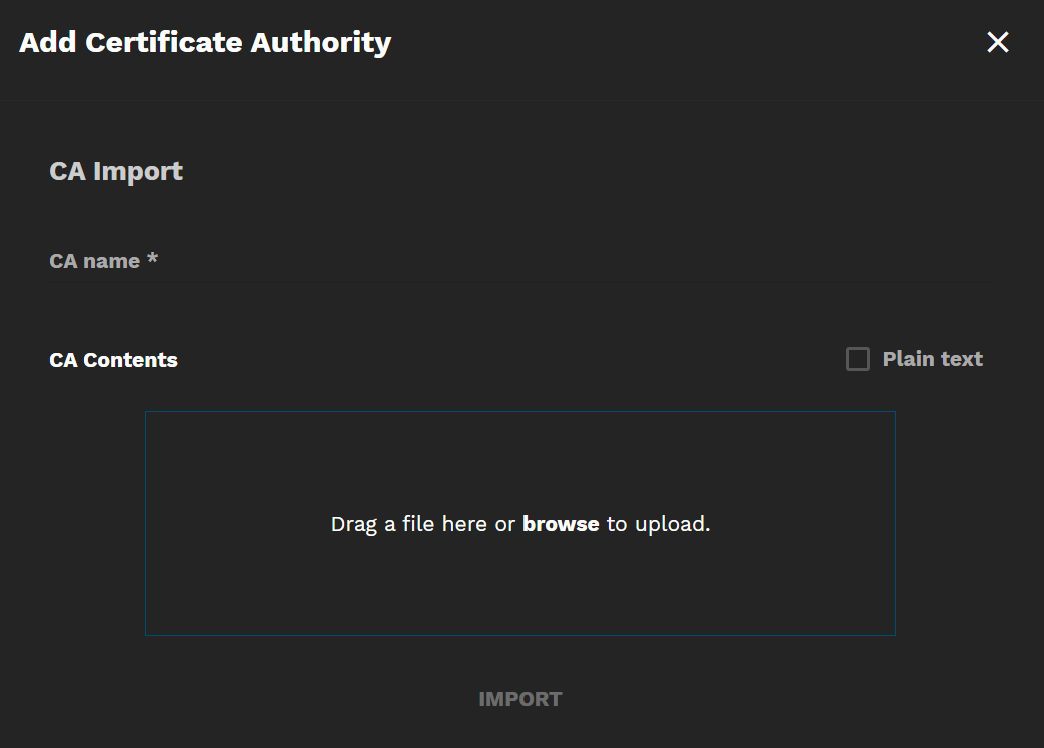 Add Certificate Authority
CA Import
CA name *
CA Contents
Plain text
Drag a file here or browse to upload.
IMPORT